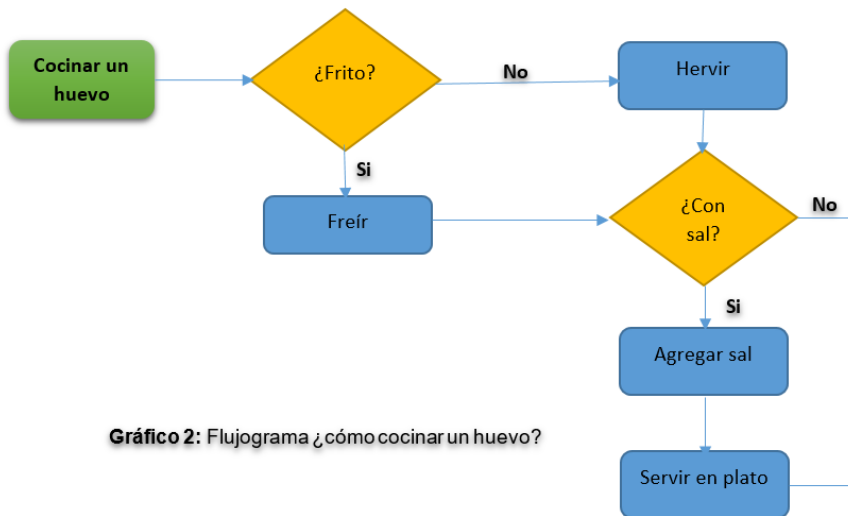 Cocinar un
huevo
¿Frito?
No
Hervir
Si
Freír
¿Con
sal?
No
Si
Agregar sal
Gráfico 2: Flujograma ¿cómo cocinar un huevo?
Servir en plato